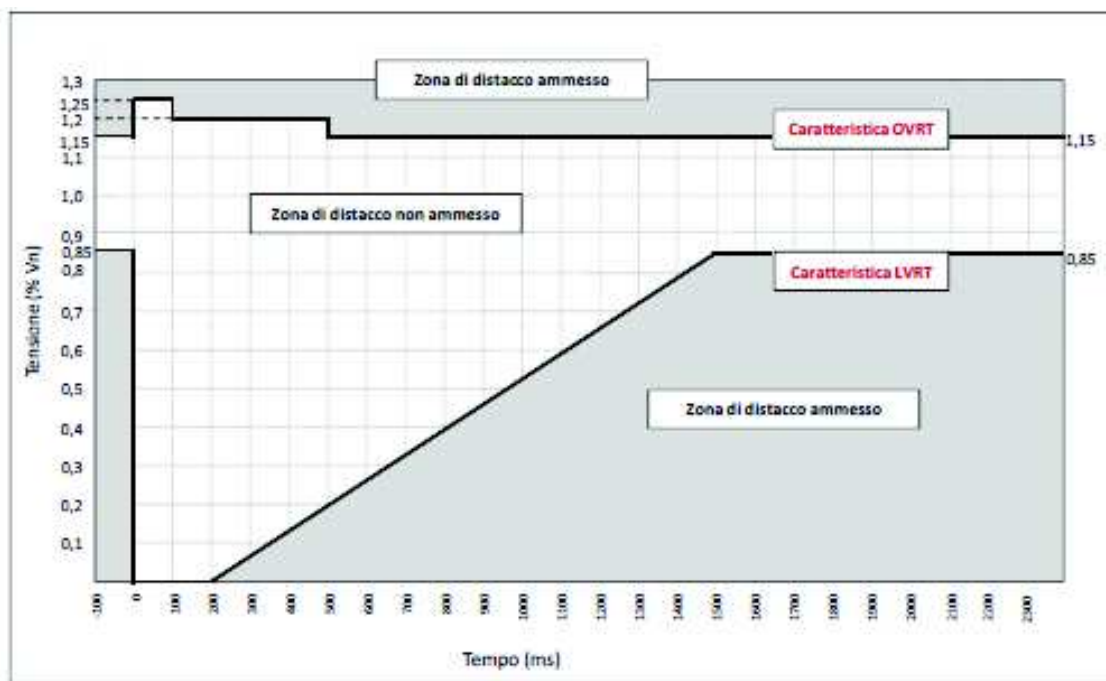 Zona di distacco ammesso
1,3
1,25
1,2
1,15
1,1
1,0
0,9
0,85
0,8
0,7
0,6
0,5
0,4
0,3
0,2
0,1
Tensione (% Vn)
Caratteristica OVRT
1,15
Zona di distacco non ammesso
Caratteristica LVRT
0,85
Zona di distacco ammesso
-100 0 100 200 300 400 500 600 700 800 900 1000 1100 1200 1300 1400 1500 1600 1700 1800 1900 2000 2100 2200 2300
Tempo (ms)